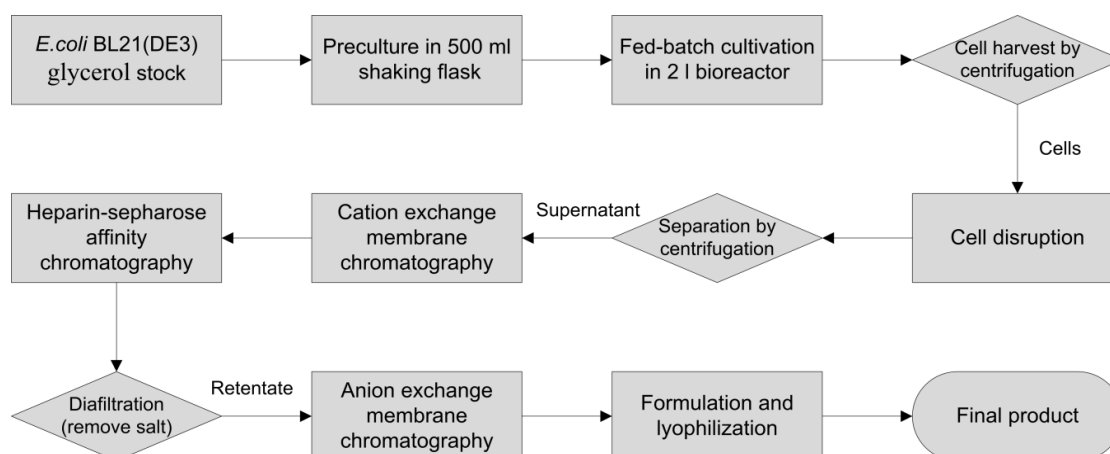 E.coli BL21(DE3)
glycerol stock
Preculture in 500 ml
shaking flask
Fed-batch cultivation
in 2 l bioreactor
Cell harvest by
centrifugation
Cells
Heparin-sepharose
affinity
chromatography
Cation exchange
membrane
chromatography
Supernatant
Separation by
centrifugation
Cell disruption
Diafiltration
(remove salt)
Retentate
Anion exchange
membrane
chromatography
Formulation and
lyophilization
Final product